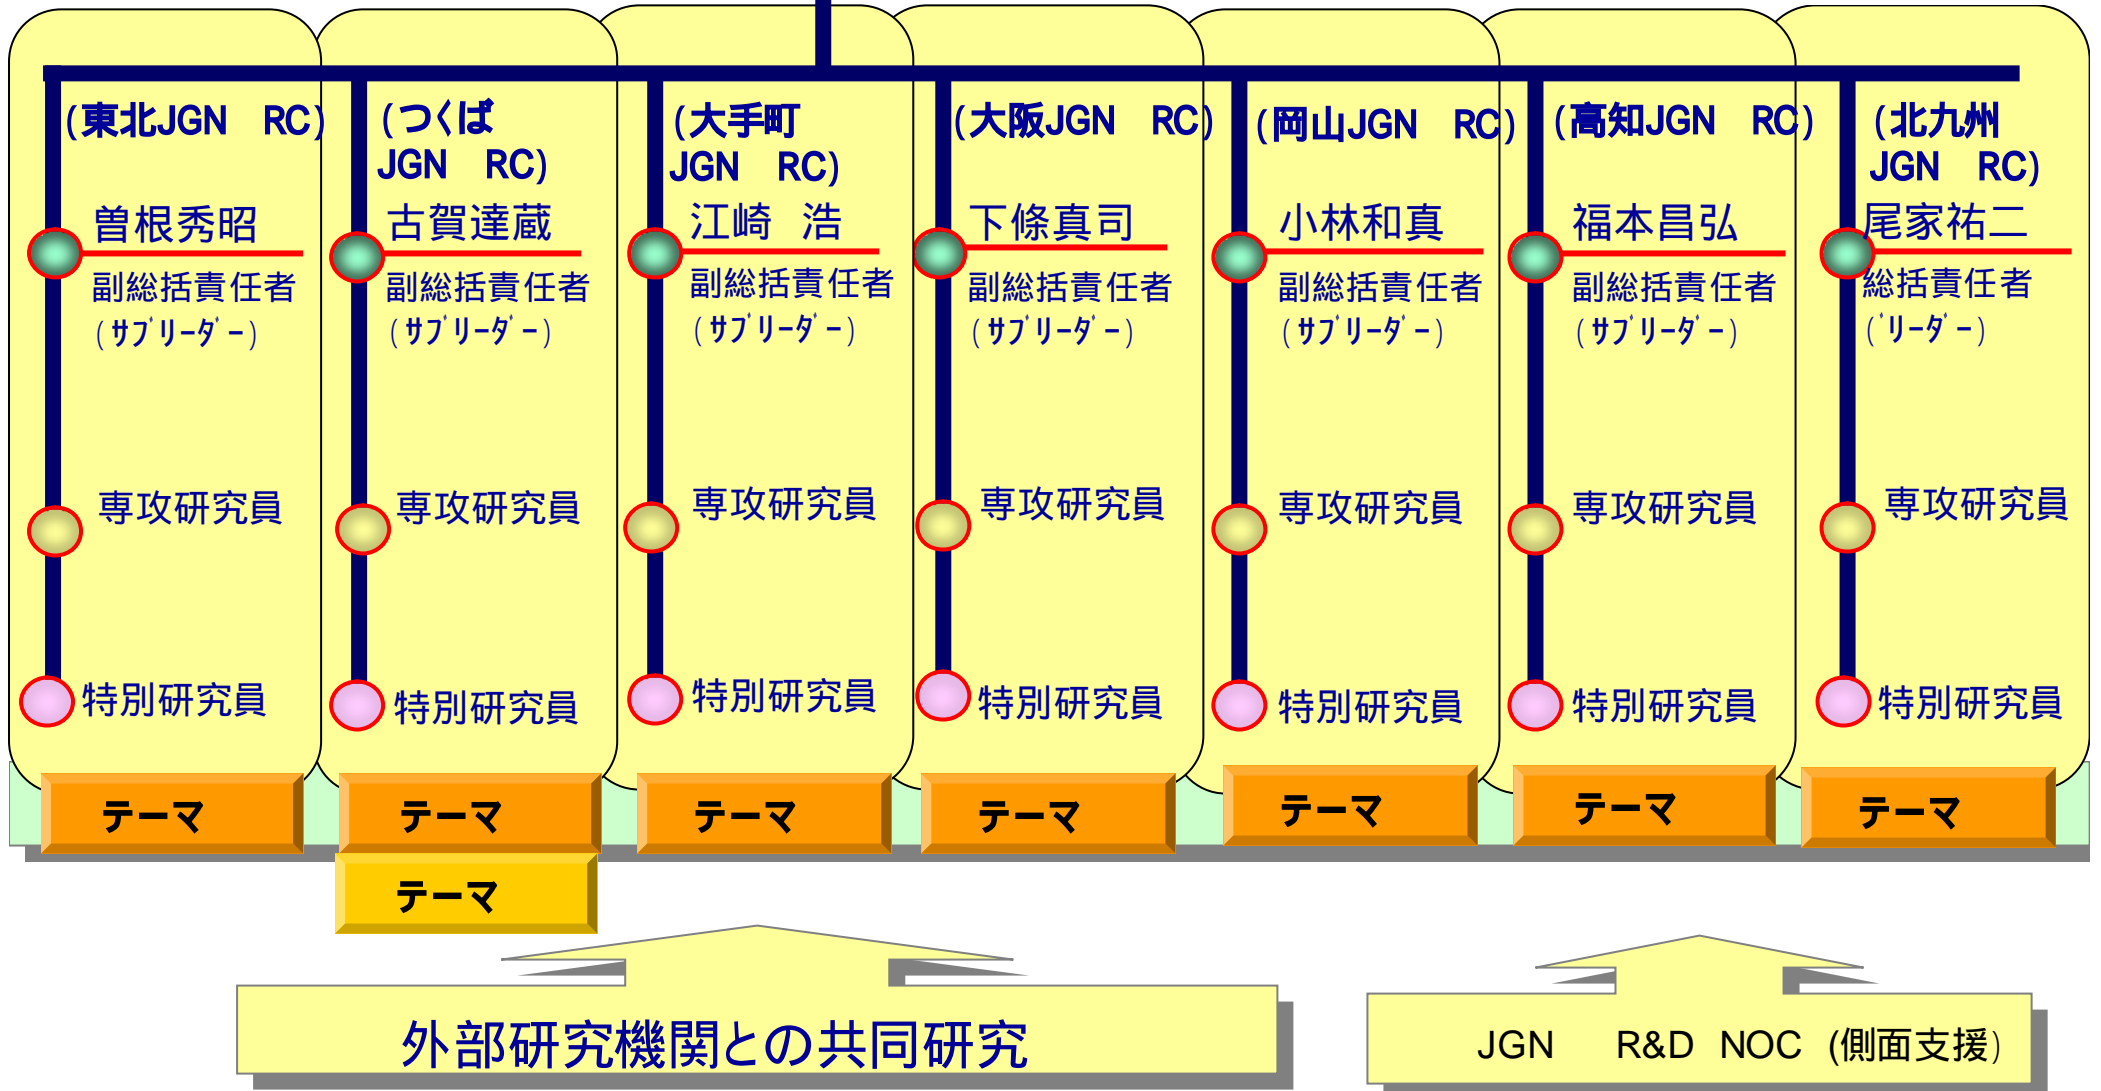 (東北JGN　RC)
(つくば
JGN　RC)
(大手町
JGN　RC)
(大阪JGN　RC)
(岡山JGN　RC)
(高知JGN　RC)
(北九州
JGN　RC)
曽根秀昭
副総括責任者
(ｻﾌﾞﾘｰﾀﾞｰ)
古賀達蔵
副総括責任者
(ｻﾌﾞﾘｰﾀﾞｰ)
江崎　浩
副総括責任者
(ｻﾌﾞﾘｰﾀﾞｰ)
下條真司
副総括責任者
(ｻﾌﾞﾘｰﾀﾞｰ)
小林和真
副総括責任者
(ｻﾌﾞﾘｰﾀﾞｰ)
福本昌弘
副総括責任者
(ｻﾌﾞﾘｰﾀﾞｰ)
尾家祐二
総括責任者
(ﾞﾘｰﾀﾞｰ)
専攻研究員
専攻研究員
専攻研究員
専攻研究員
専攻研究員
専攻研究員
専攻研究員
特別研究員
特別研究員
特別研究員
特別研究員
特別研究員
特別研究員
特別研究員
テーマ
テーマ
テーマ
テーマ
テーマ
テーマ
テーマ
テーマ
外部研究機関との共同研究
JGN　R&D NOC (側面支援)